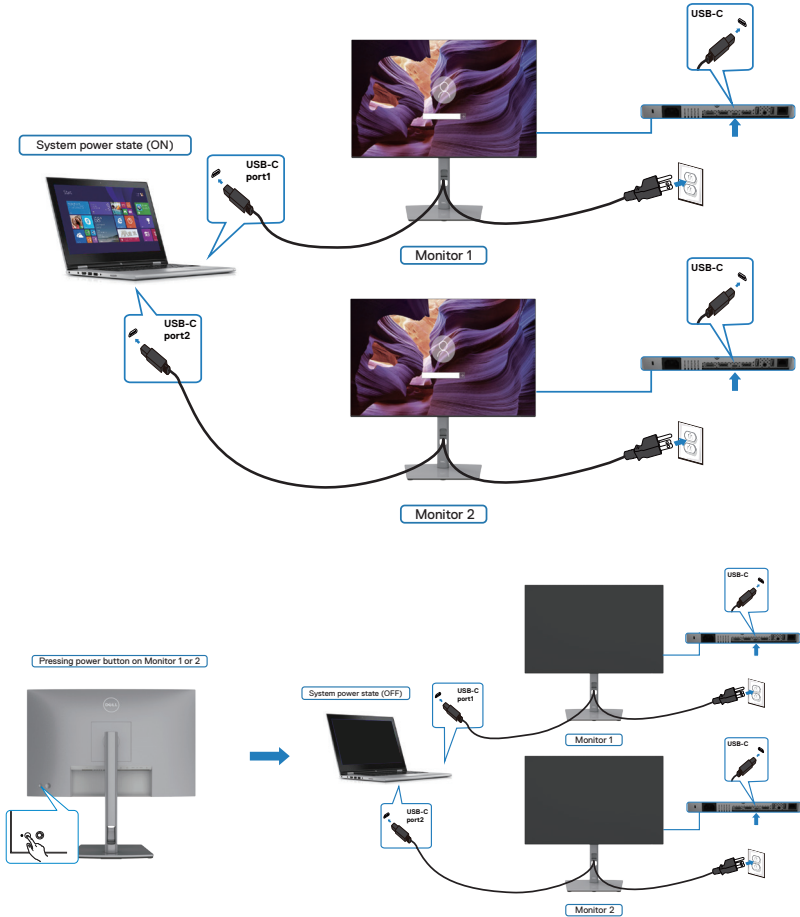 USB-C
System power state (ON)
USB-C
port1
Monitor 1
USB-C
USB-C
port2
Monitor 2
USB-C
Pressing power button on Monitor 1 or 2
DELL
System power state (OFF)
USB-C
port1
Monitor 1
USB-C
USB-C
port2
Monitor 2